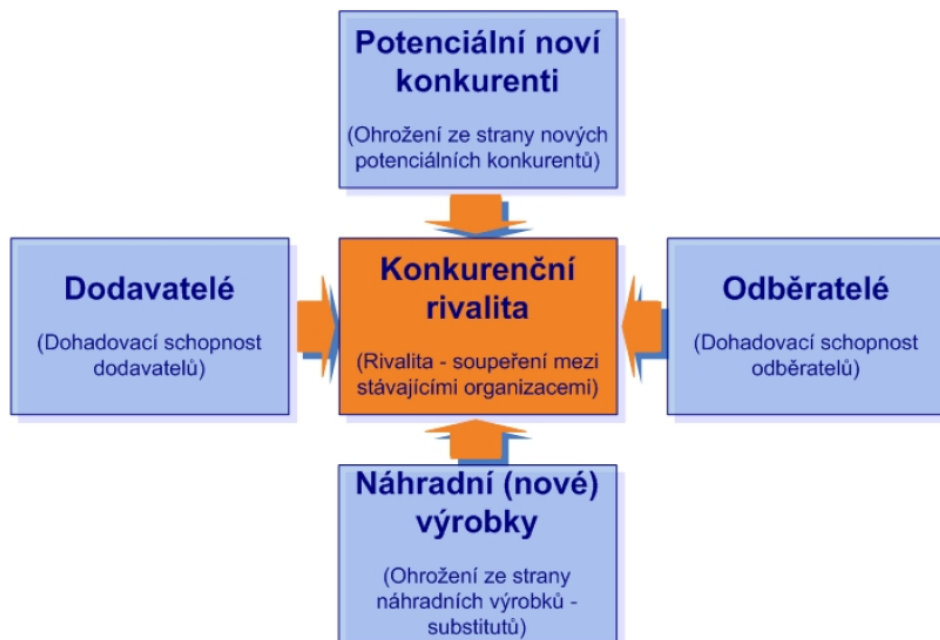 Potenciální noví
konkurenti
(Ohrožení ze strany nových
potenciálních konkurentů)
Dodavatelé
(Dohadovací schopnost
dodavatelů)
Konkurenční
rivalita
(Rivalita - soupeření mezi
stávajícími organizacemi)
Odběratelé
(Dohadovací schopnost
odběratelů)
Náhradní (nové)
výrobky
(Ohrožení ze strany
náhradních výrobků -
substitutů)